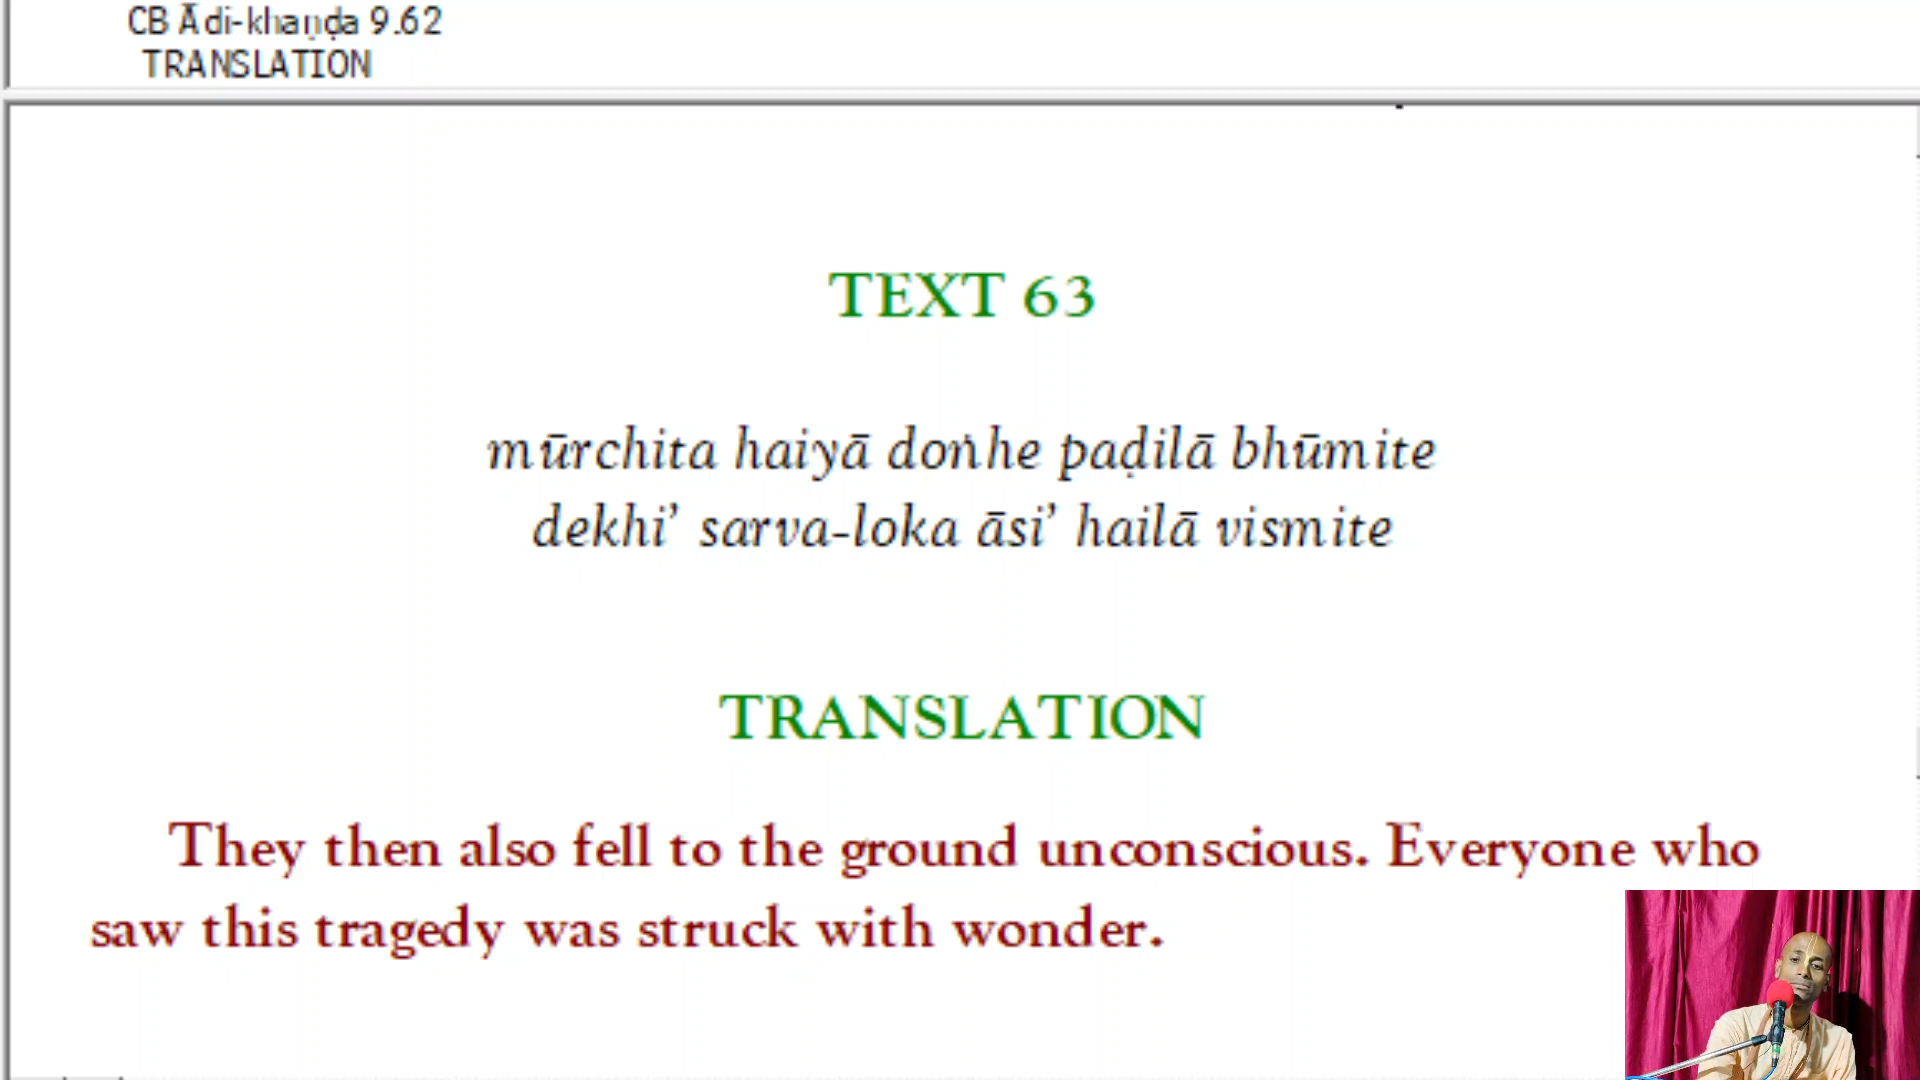 CB Ādi-khaṇḍa 9.62
TRANSLATION
TEXT 63
mūrchita haiyā doṅhe paḍilā bhūmite
dekhi’ sarva-loka āsi’ hailā vismite
TRANSLATION
They then also fell to the ground unconscious. Everyone who
saw this tragedy was struck with wonder.